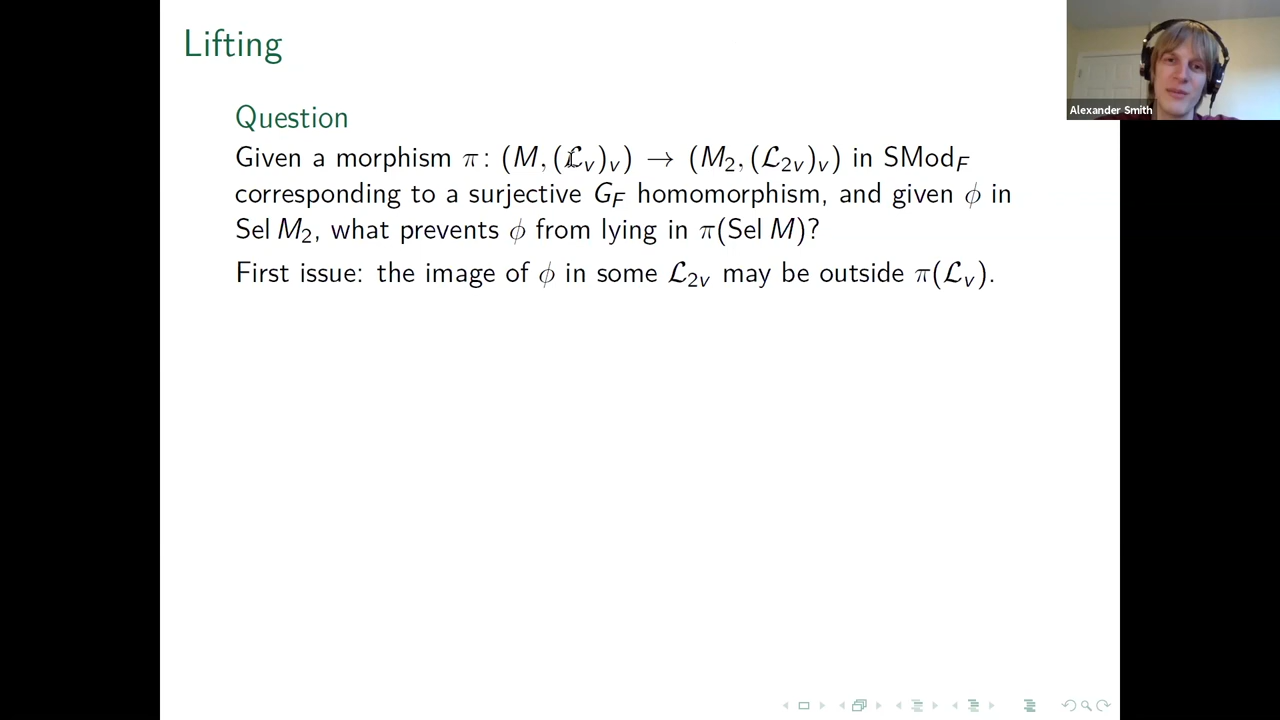 Lifting
Alexander Smith
Question
Given a morphism π: (M, (ℒ_v)_v) → (M_2, (ℒ_{2v})_v) in SMod_F
corresponding to a surjective G_F homomorphism, and given ϕ in
Sel M_2, what prevents ϕ from lying in π(Sel M)?
First issue: the image of ϕ in some ℒ_{2v} may be outside π(ℒ_v).